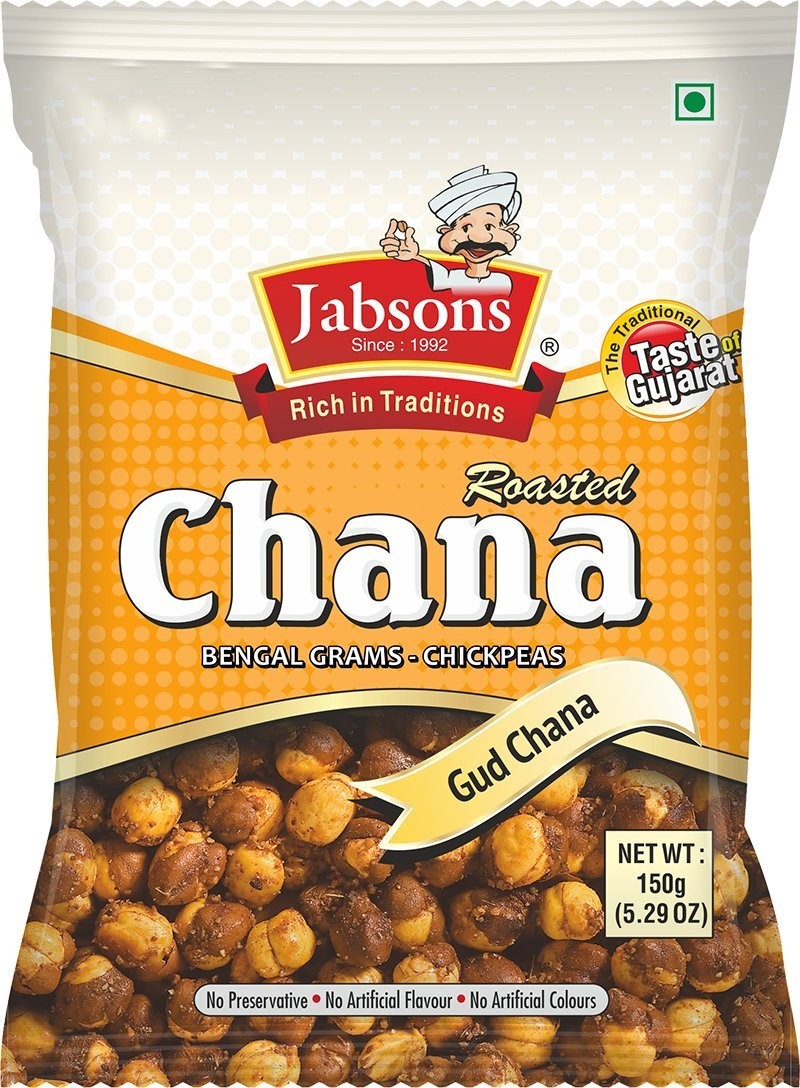 Jabsons
Since : 1992
®
Rich in Traditions
The Traditional
Taste of
Gujarat
Roasted
Chana
BENGAL GRAMS - CHICKPEAS
Gud Chana
NET WT :
150g
(5.29 OZ)
No Preservative • No Artificial Flavour • No Artificial Colours